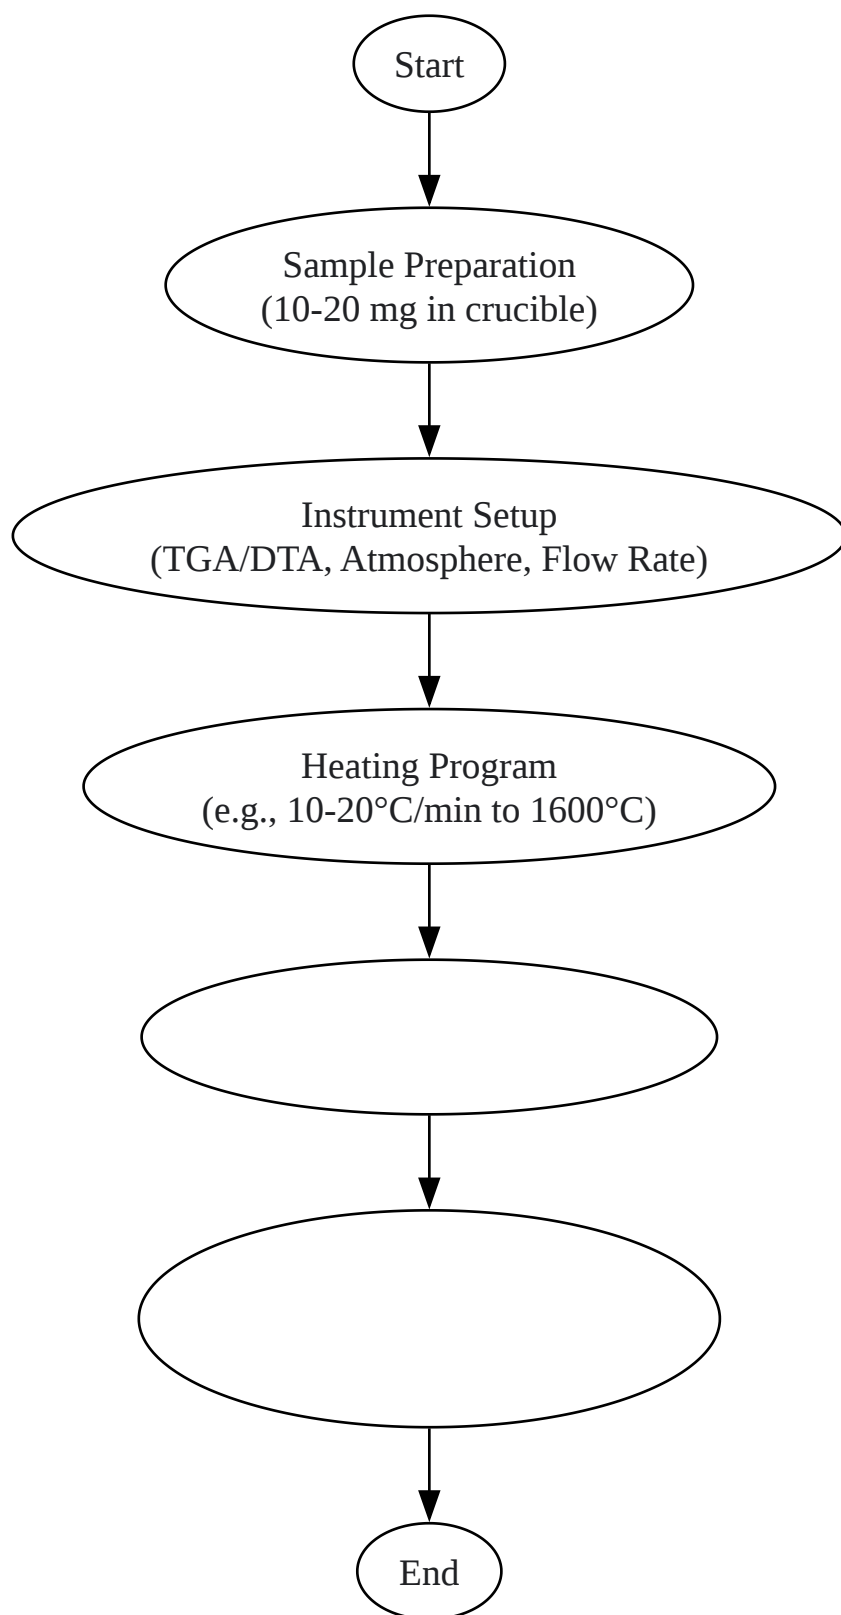 Start
Sample Preparation
(10-20 mg in crucible)
Instrument Setup
(TGA/DTA, Atmosphere, Flow Rate)
Heating Program
(e.g., 10-20°C/min to 1600°C)
End